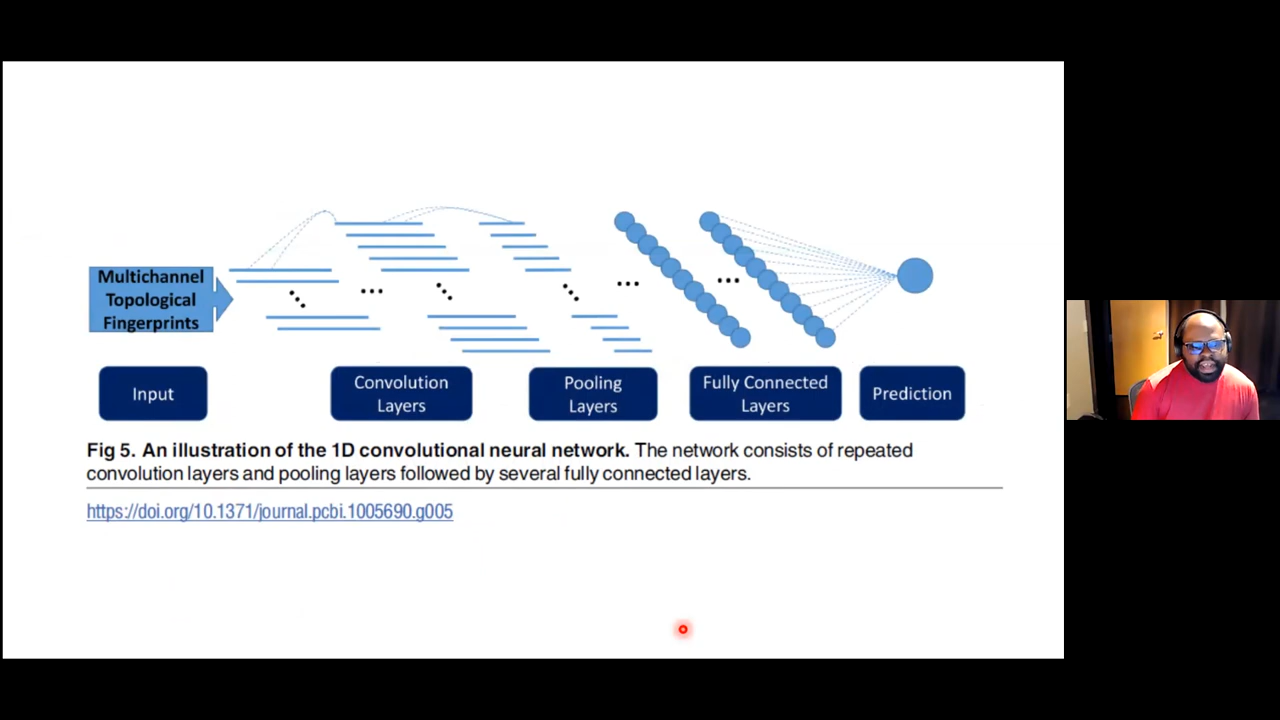 Multichannel
Topological
Fingerprints
Input
Convolution
Layers
Pooling
Layers
Fully Connected
Layers
Prediction
Fig 5. An illustration of the 1D convolutional neural network. The network consists of repeated
convolution layers and pooling layers followed by several fully connected layers.
https://doi.org/10.1371/journal.pcbi.1005690.g005